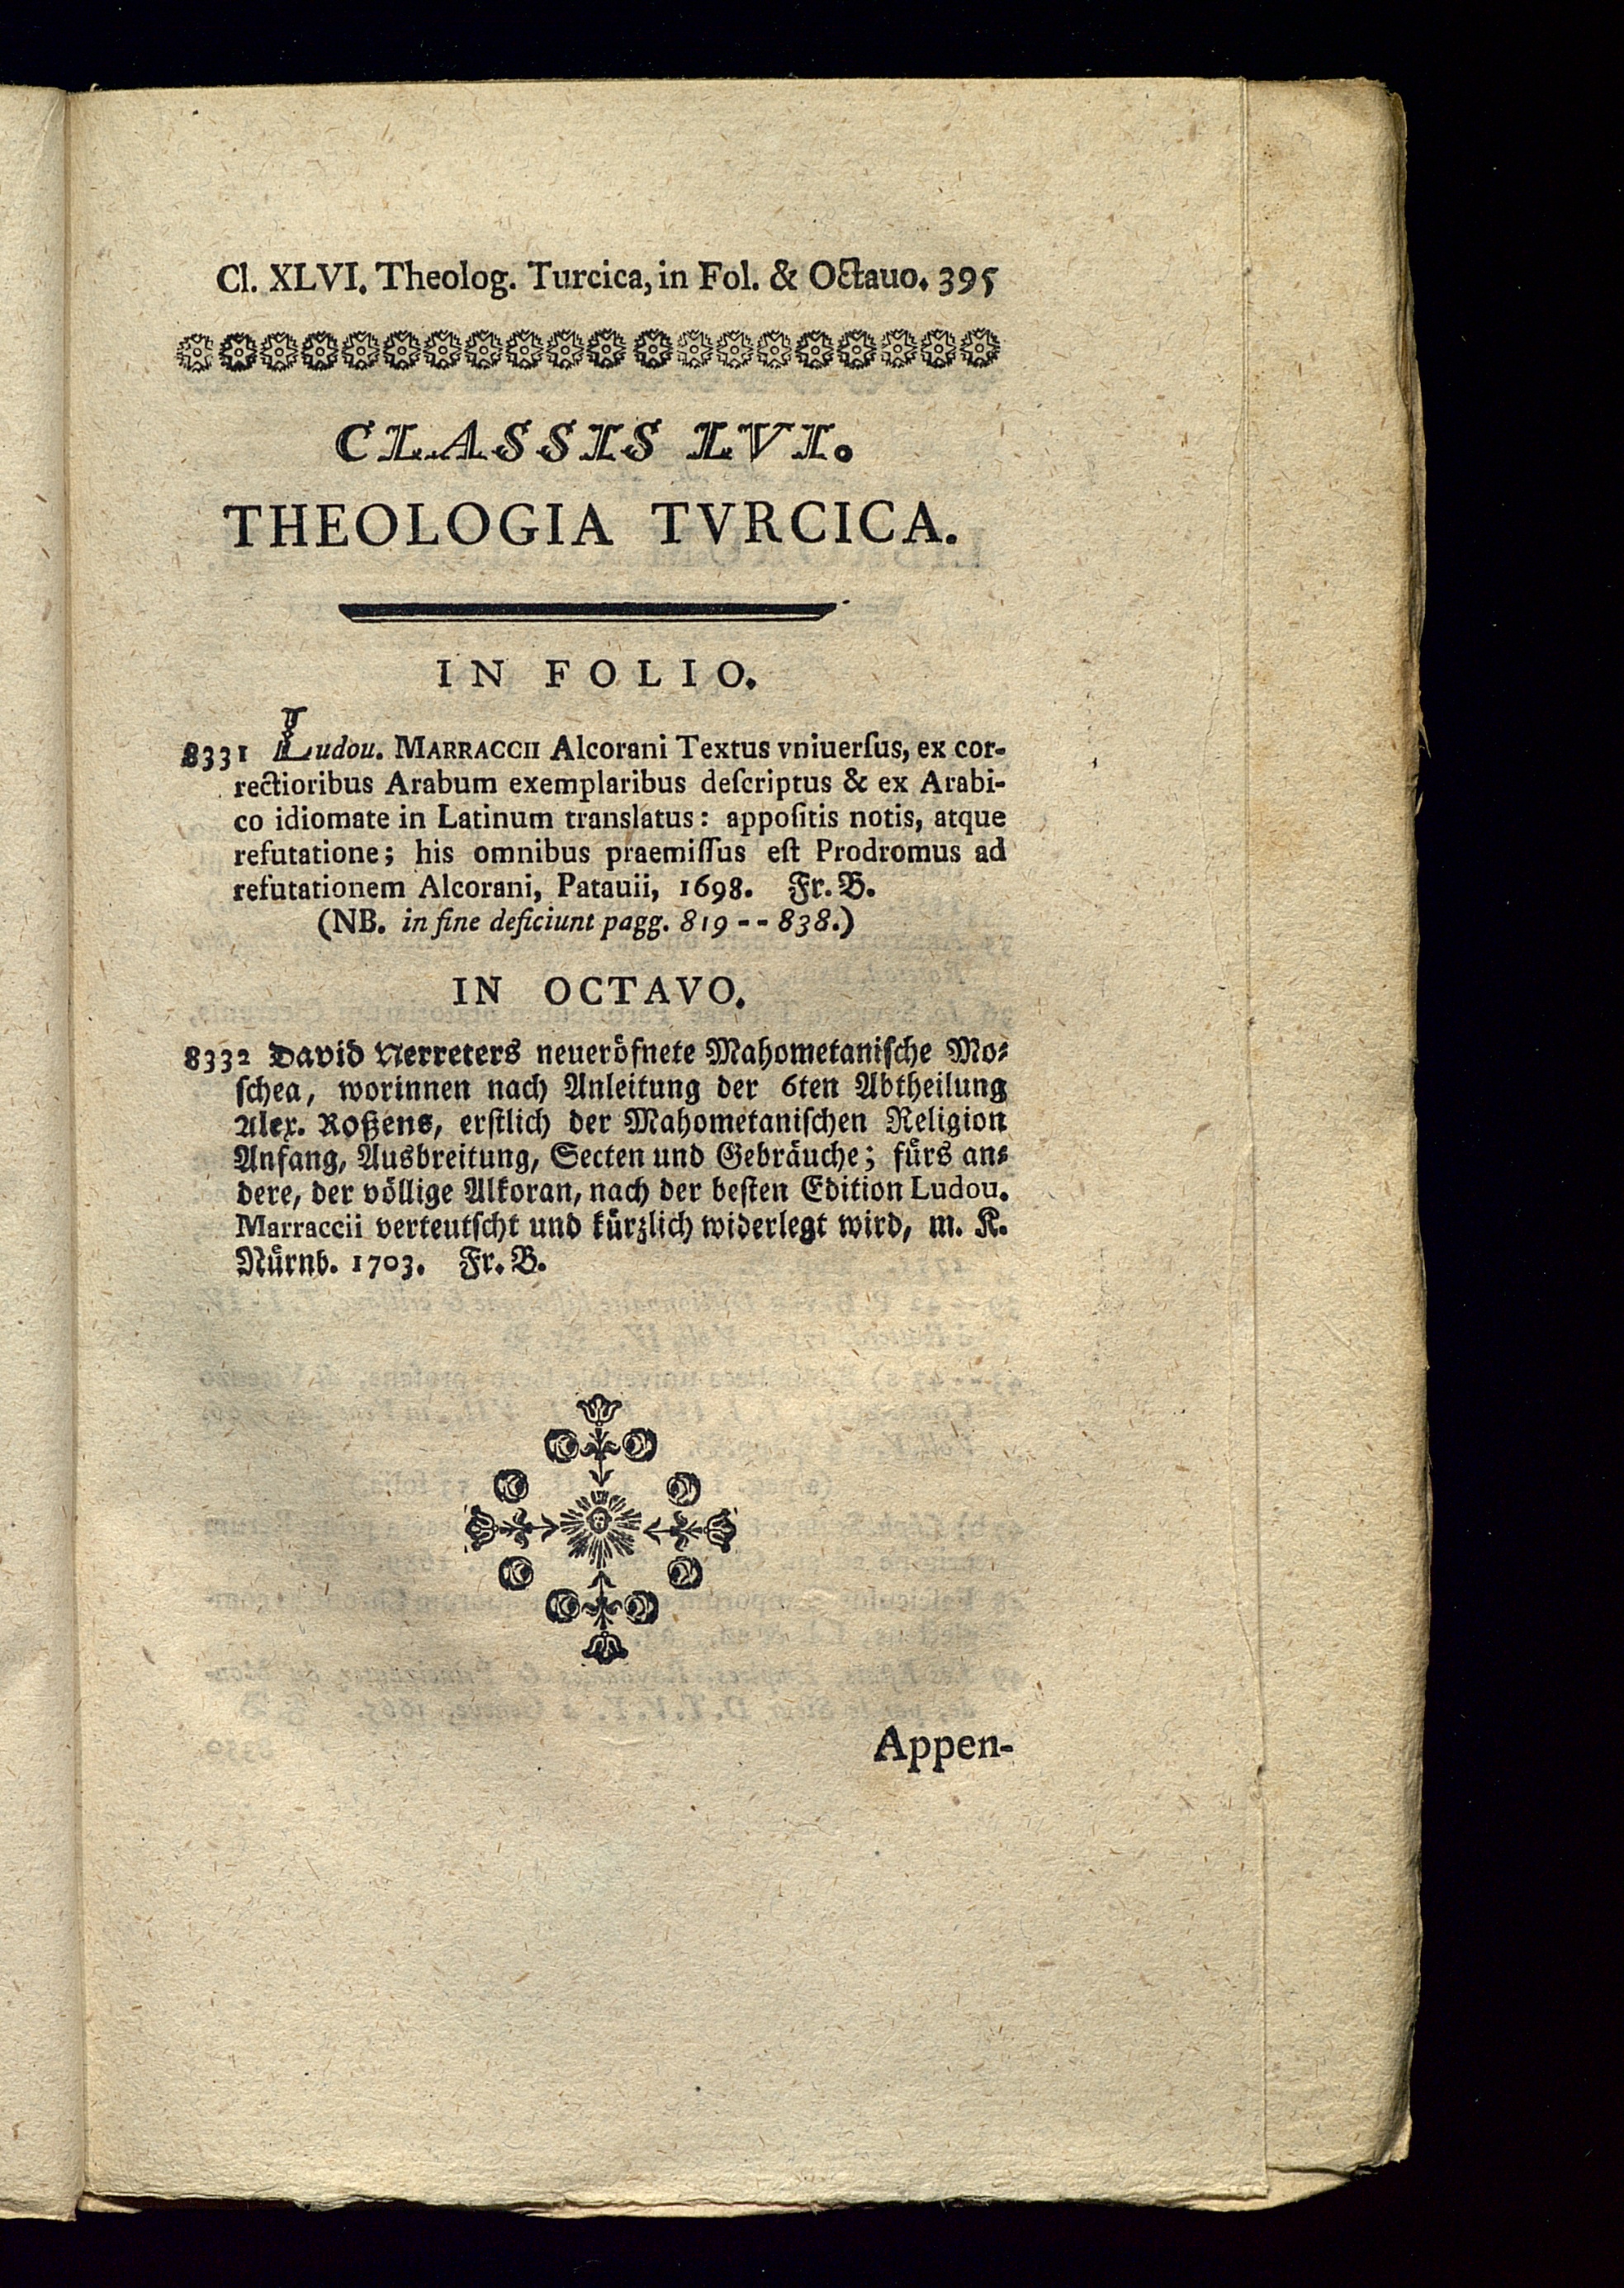 Cl. XLVI. Theolog. Turcica, in Fol. & Octauo. 395
CLASSIS LVI.
THEOLOGIA TVRCICA.
IN FOLIO.
8331 Ludou. MARRACCII Alcorani Textus vniuerſus, ex cor-
rectioribus Arabum exemplaribus deſcriptus & ex Arabi-
co idiomate in Latinum translatus: appoſitis notis, atque
refutatione; his omnibus praemiſſus eſt Prodromus ad
refutationem Alcorani, Patauii, 1698. Fr. B.
(NB. in fine deficiunt pagg. 819 -- 838.)
IN OCTAVO.
8332 David Nerreters neueröfnete Mahometaniſche Mo⸗
ſchea, worinnen nach Anleitung der 6ten Abtheilung
Alex. Roßens, erſtlich der Mahometaniſchen Religion
Anfang, Ausbreitung, Secten und Gebräuche; fürs an⸗
dere, der völlige Alkoran, nach der beſten Edition Ludou.
Marraccii verteutſcht und kürzlich widerlegt wird, m. K.
Nürnb. 1703. Fr. B.
Appen-